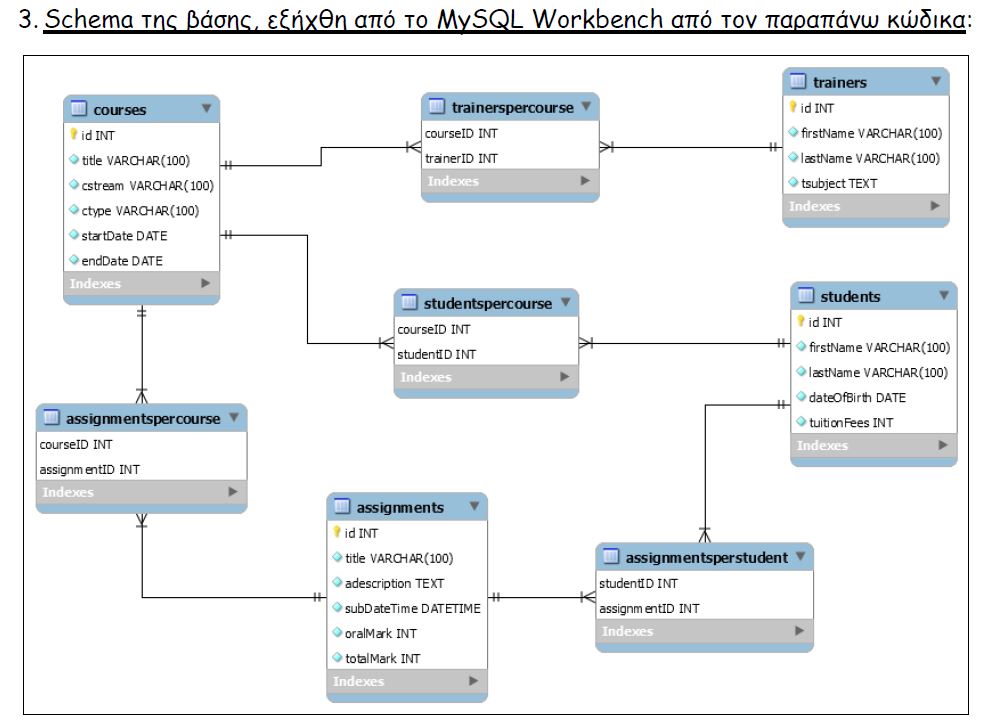 3. Schema της βάσης, εξήχθη από το MySQL Workbench από τον παραπάνω κώδικα:
courses
id INT
title VARCHAR(100)
cstream VARCHAR(100)
ctype VARCHAR(100)
startDate DATE
endDate DATE
Indexes
trainerspercourse
courseID INT
trainerID INT
Indexes
trainers
id INT
firstName VARCHAR(100)
lastName VARCHAR(100)
tsubject TEXT
Indexes
studentspercourse
courseID INT
studentID INT
Indexes
students
id INT
firstName VARCHAR(100)
lastName VARCHAR(100)
dateOfBirth DATE
tuitionFees INT
Indexes
assignmentspercourse
courseID INT
assignmentID INT
Indexes
assignments
id INT
title VARCHAR(100)
adescription TEXT
subDateTime DATETIME
oralMark INT
totalMark INT
Indexes
assignmentsperstudent
studentID INT
assignmentID INT
Indexes